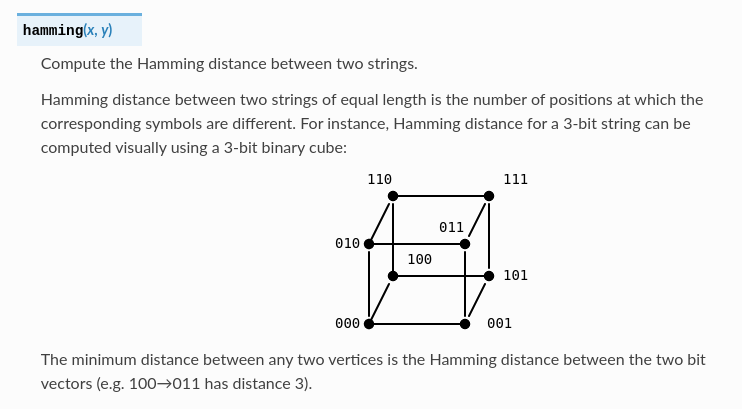 hamming(x, y)
Compute the Hamming distance between two strings.
Hamming distance between two strings of equal length is the number of positions at which the
corresponding symbols are different. For instance, Hamming distance for a 3-bit string can be
computed visually using a 3-bit binary cube:
110 111
011
010
100
101
000 001
The minimum distance between any two vertices is the Hamming distance between the two bit
vectors (e.g. 100→011 has distance 3).